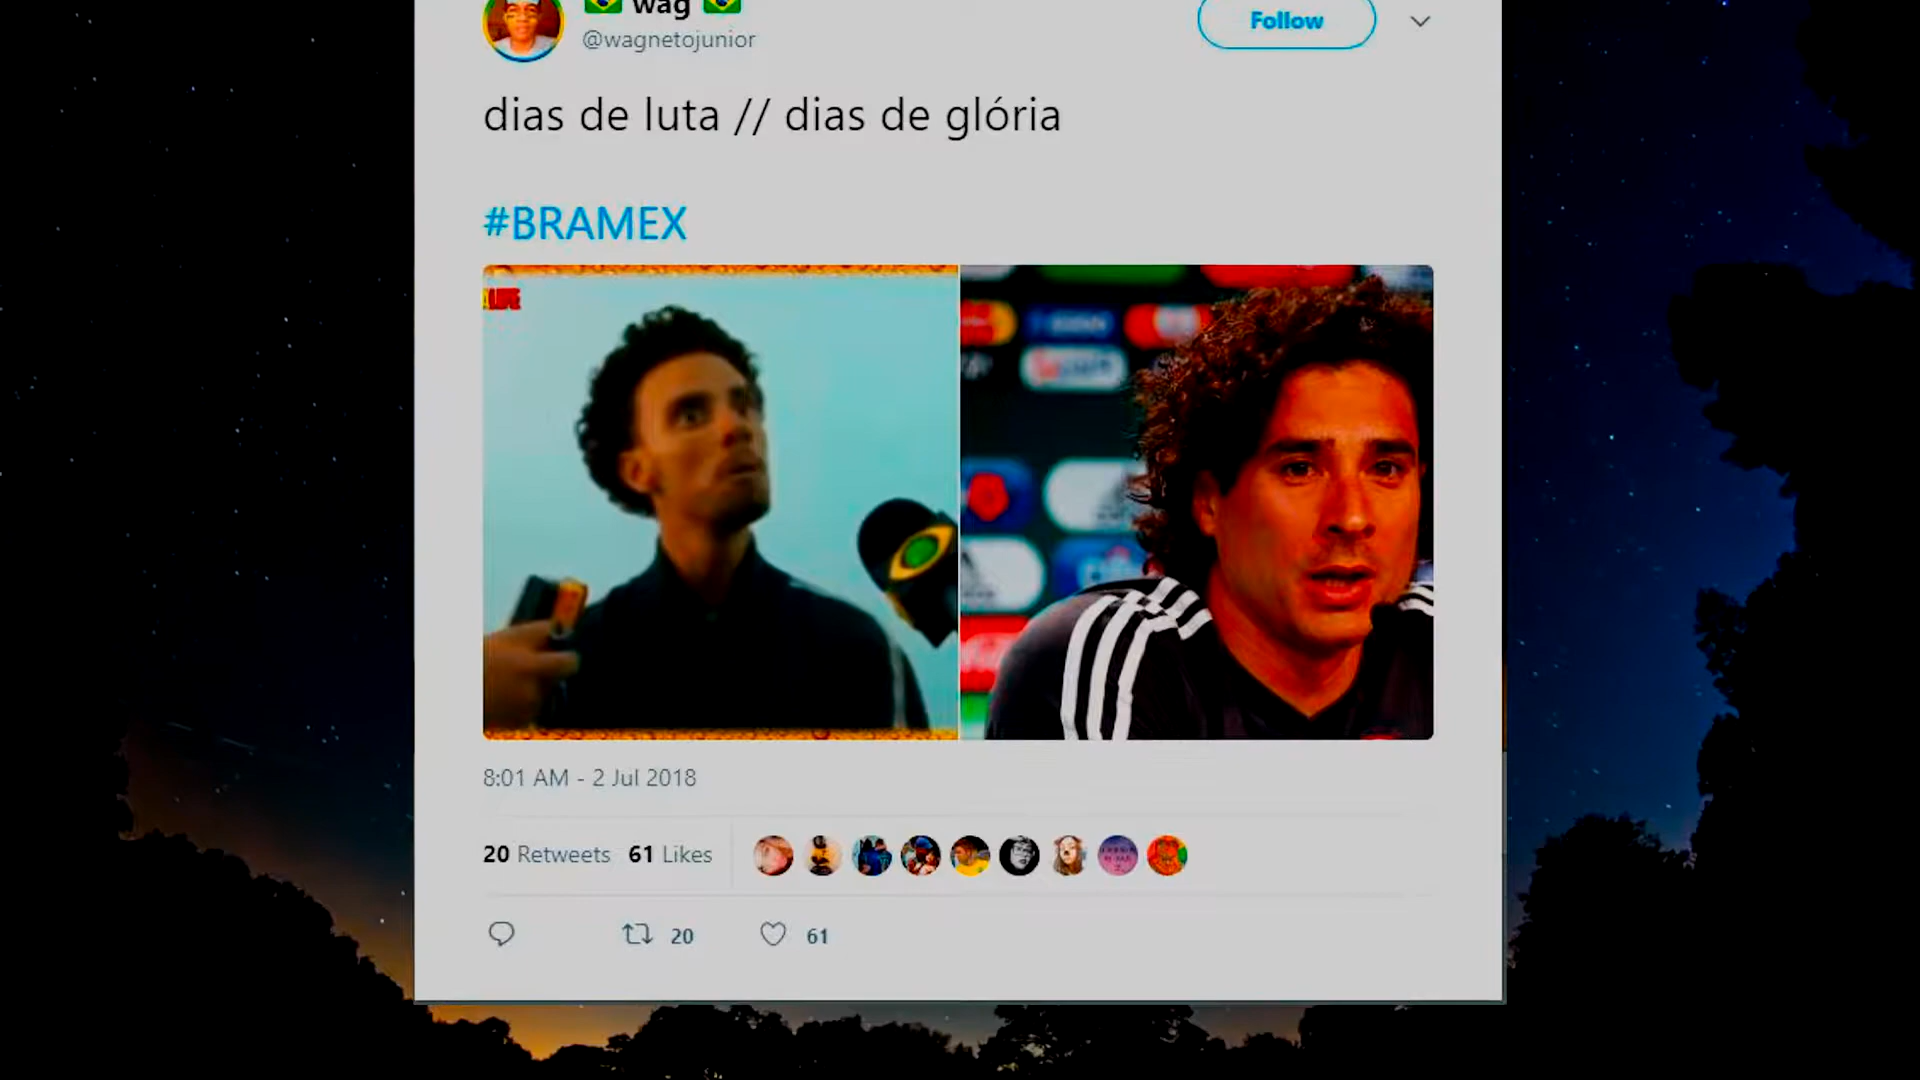 wag
Follow
@wagnetojunior
dias de luta // dias de glória
#BRAMEX
LIFE
8:01 AM - 2 Jul 2018
20 Retweets 61 Likes
20 61